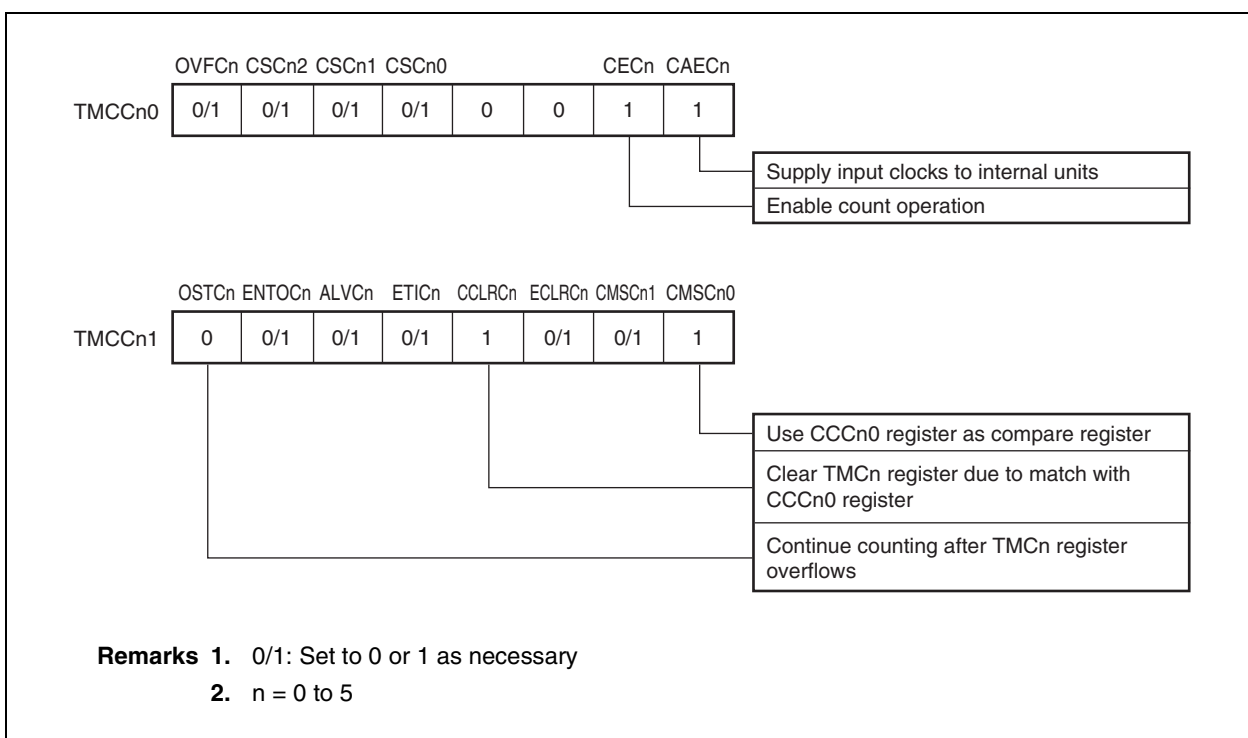 OVFCn CSCn2 CSCn1 CSCn0 CECn CAECn
TMCCn0 0/1 0/1 0/1 0/1 0 0 1 1
Supply input clocks to internal units
Enable count operation
OSTCn ENTOCn ALVCn ETICn CCLRCn ECLRCn CMSCn1 CMSCn0
TMCCn1 0 0/1 0/1 0/1 1 0/1 0/1 1
Use CCCn0 register as compare register
Clear TMCn register due to match with
CCCn0 register
Continue counting after TMCn register
overflows
Remarks 1. 0/1: Set to 0 or 1 as necessary
2. n = 0 to 5